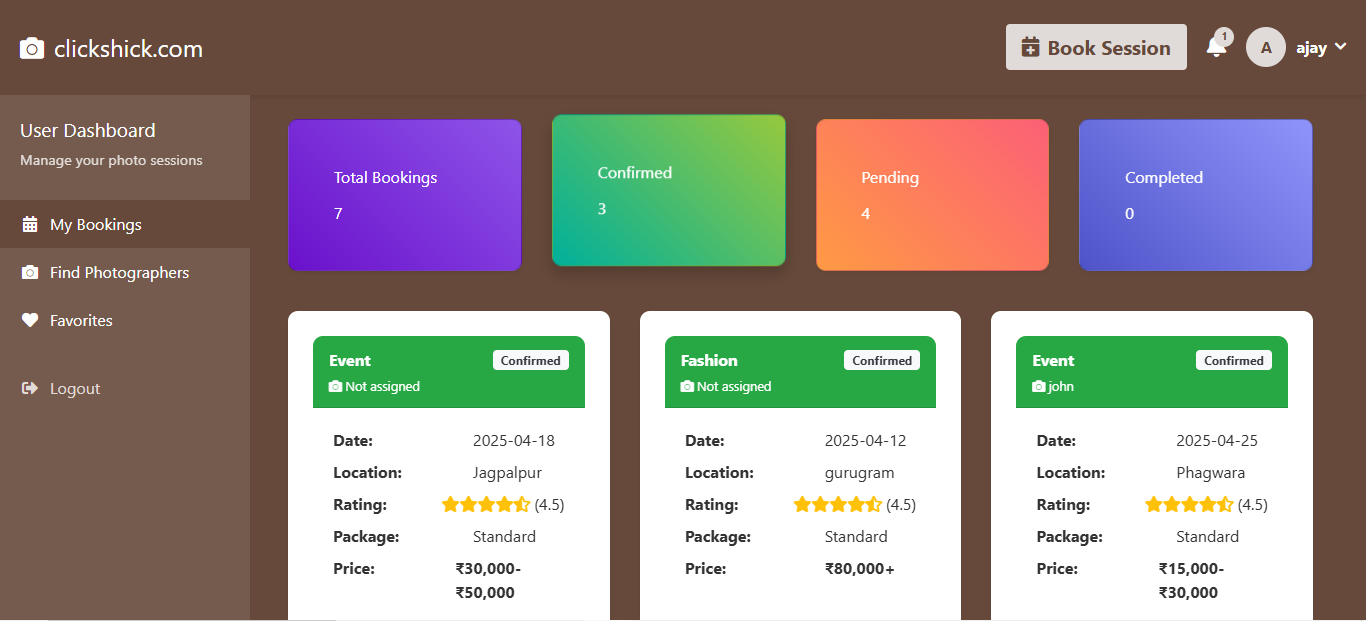 clickshick.com
Book Session
1
A
ajay
User Dashboard
Manage your photo sessions
My Bookings
Find Photographers
Favorites
Logout
Total Bookings
7
Confirmed
3
Pending
4
Completed
0
Event Confirmed
Not assigned
Date: 2025-04-18
Location: Jagpalpur
Rating: (4.5)
Package: Standard
Price: ₹30,000-
₹50,000
Fashion Confirmed
Not assigned
Date: 2025-04-12
Location: gurugram
Rating: (4.5)
Package: Standard
Price: ₹80,000+
Event Confirmed
john
Date: 2025-04-25
Location: Phagwara
Rating: (4.5)
Package: Standard
Price: ₹15,000-
₹30,000